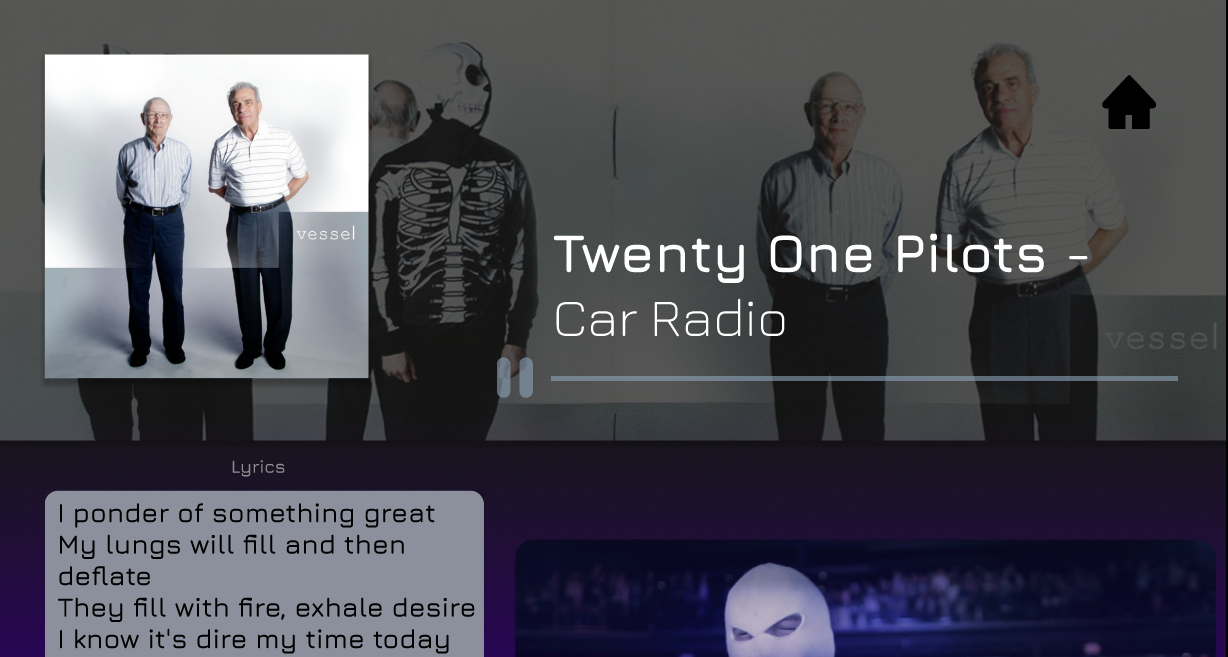 vessel
Twenty One Pilots -
Car Radio
vessel
Lyrics
I ponder of something great
My lungs will fill and then
deflate
They fill with fire, exhale desire
I know it's dire my time today